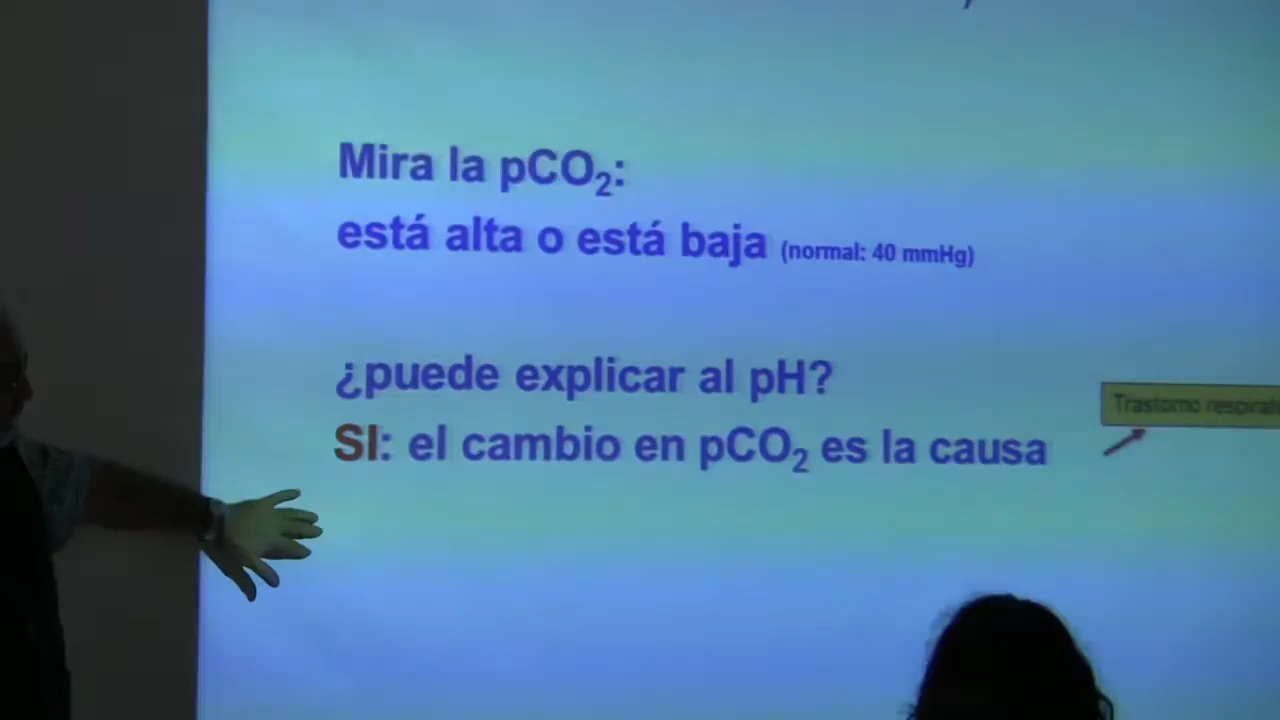 Mira la pCO₂:
está alta o está baja (normal: 40 mmHg)
¿puede explicar al pH?
SI: el cambio en pCO₂ es la causa
Trastorno